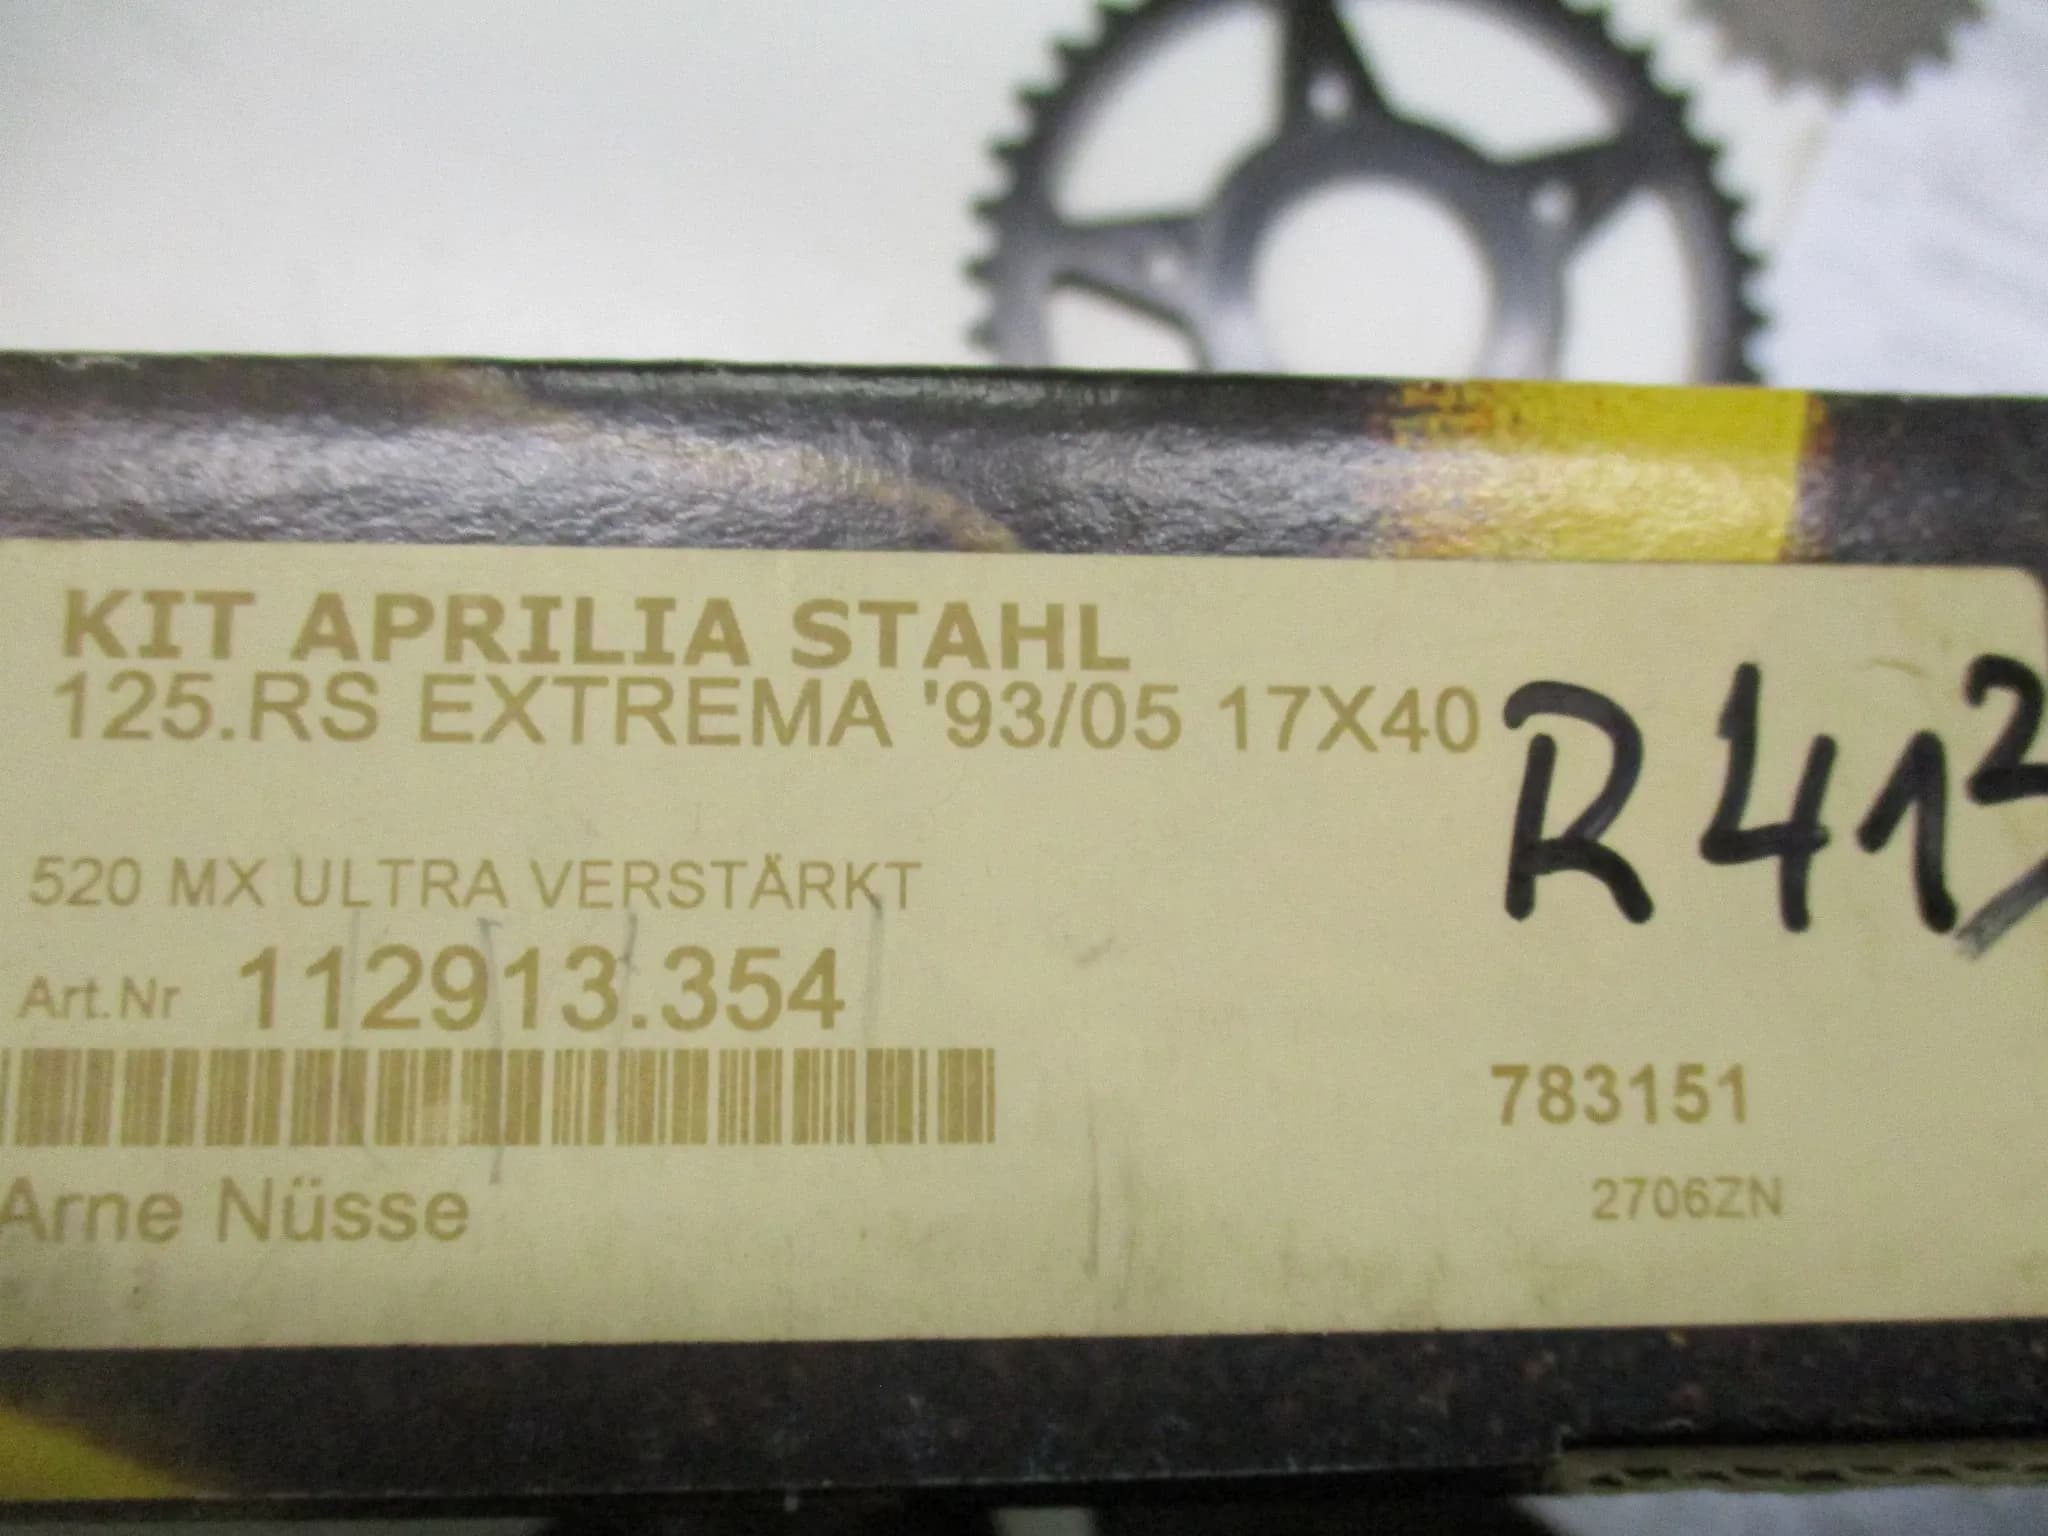 KIT APRILIA STAHL
125.RS EXTREMA '93/05 17X40
R412
520 MX ULTRA VERSTÄRKT
Art.Nr 112913.354
783151
Arne Nüsse
2706ZN